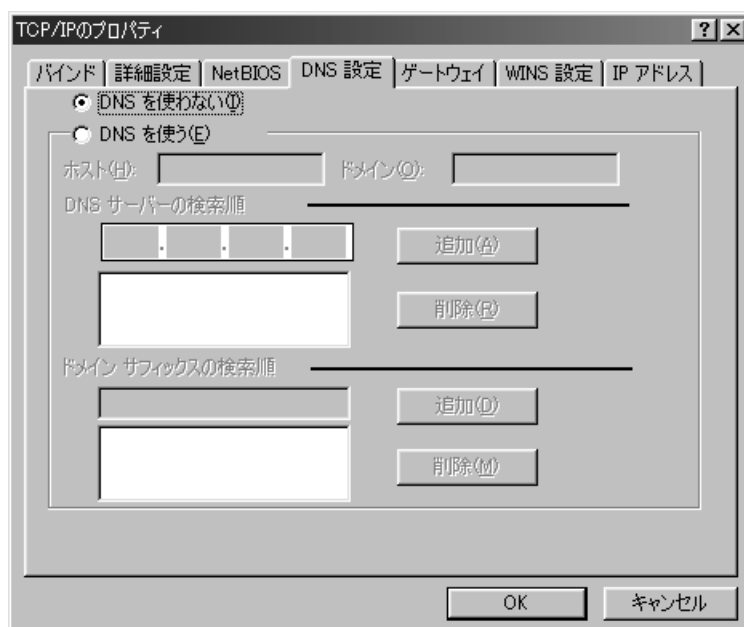 TCP/IPのプロパティ
バインド 詳細設定 NetBIOS DNS 設定 ゲートウェイ WINS 設定 IP アドレス
DNS を使わない(I)
DNS を使う(E)
ホスト(H): ドメイン(O):
DNS サーバーの検索順
追加(A)
削除(R)
ドメイン サフィックスの検索順
追加(D)
削除(M)
OK キャンセル